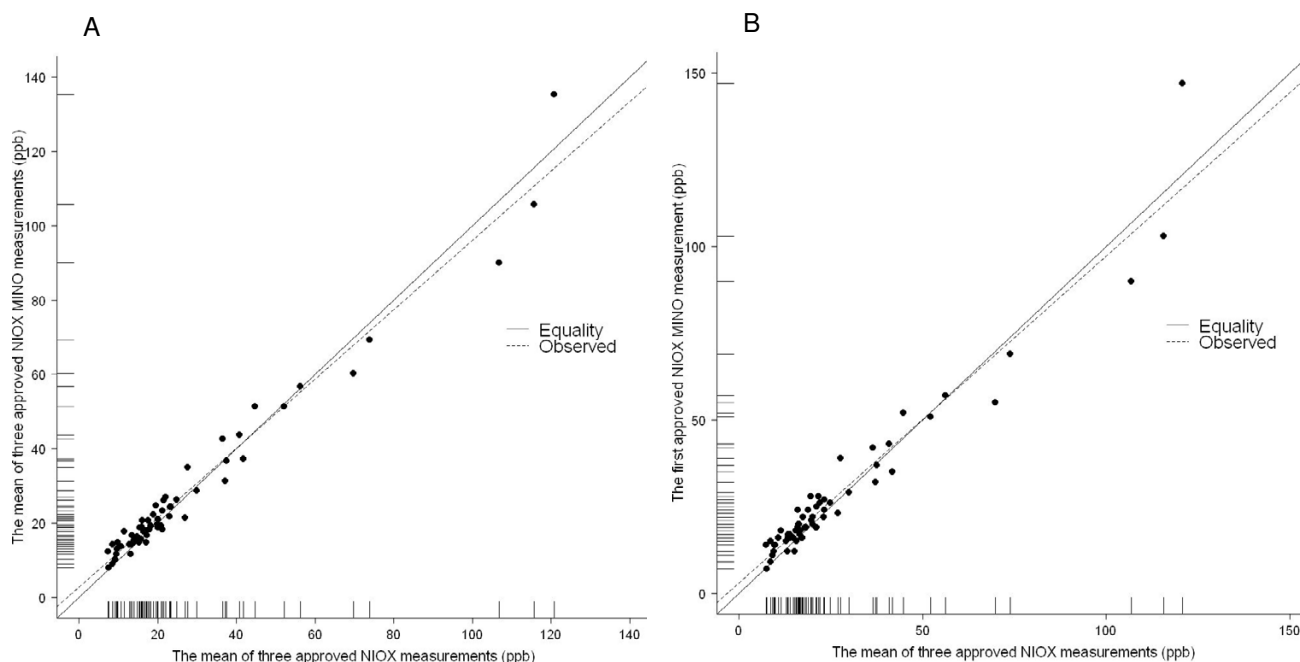 A
140
120
100
80
60
40
20
0
The mean of three approved NIOX MINO measurements (ppb)
Equality
Observed
0 20 40 60 80 100 120 140
The mean of three approved NIOX measurements (ppb)
B
150
100
50
0
The first approved NIOX MINO measurement (ppb)
Equality
Observed
0 50 100 150
The mean of three approved NIOX measurements (ppb)